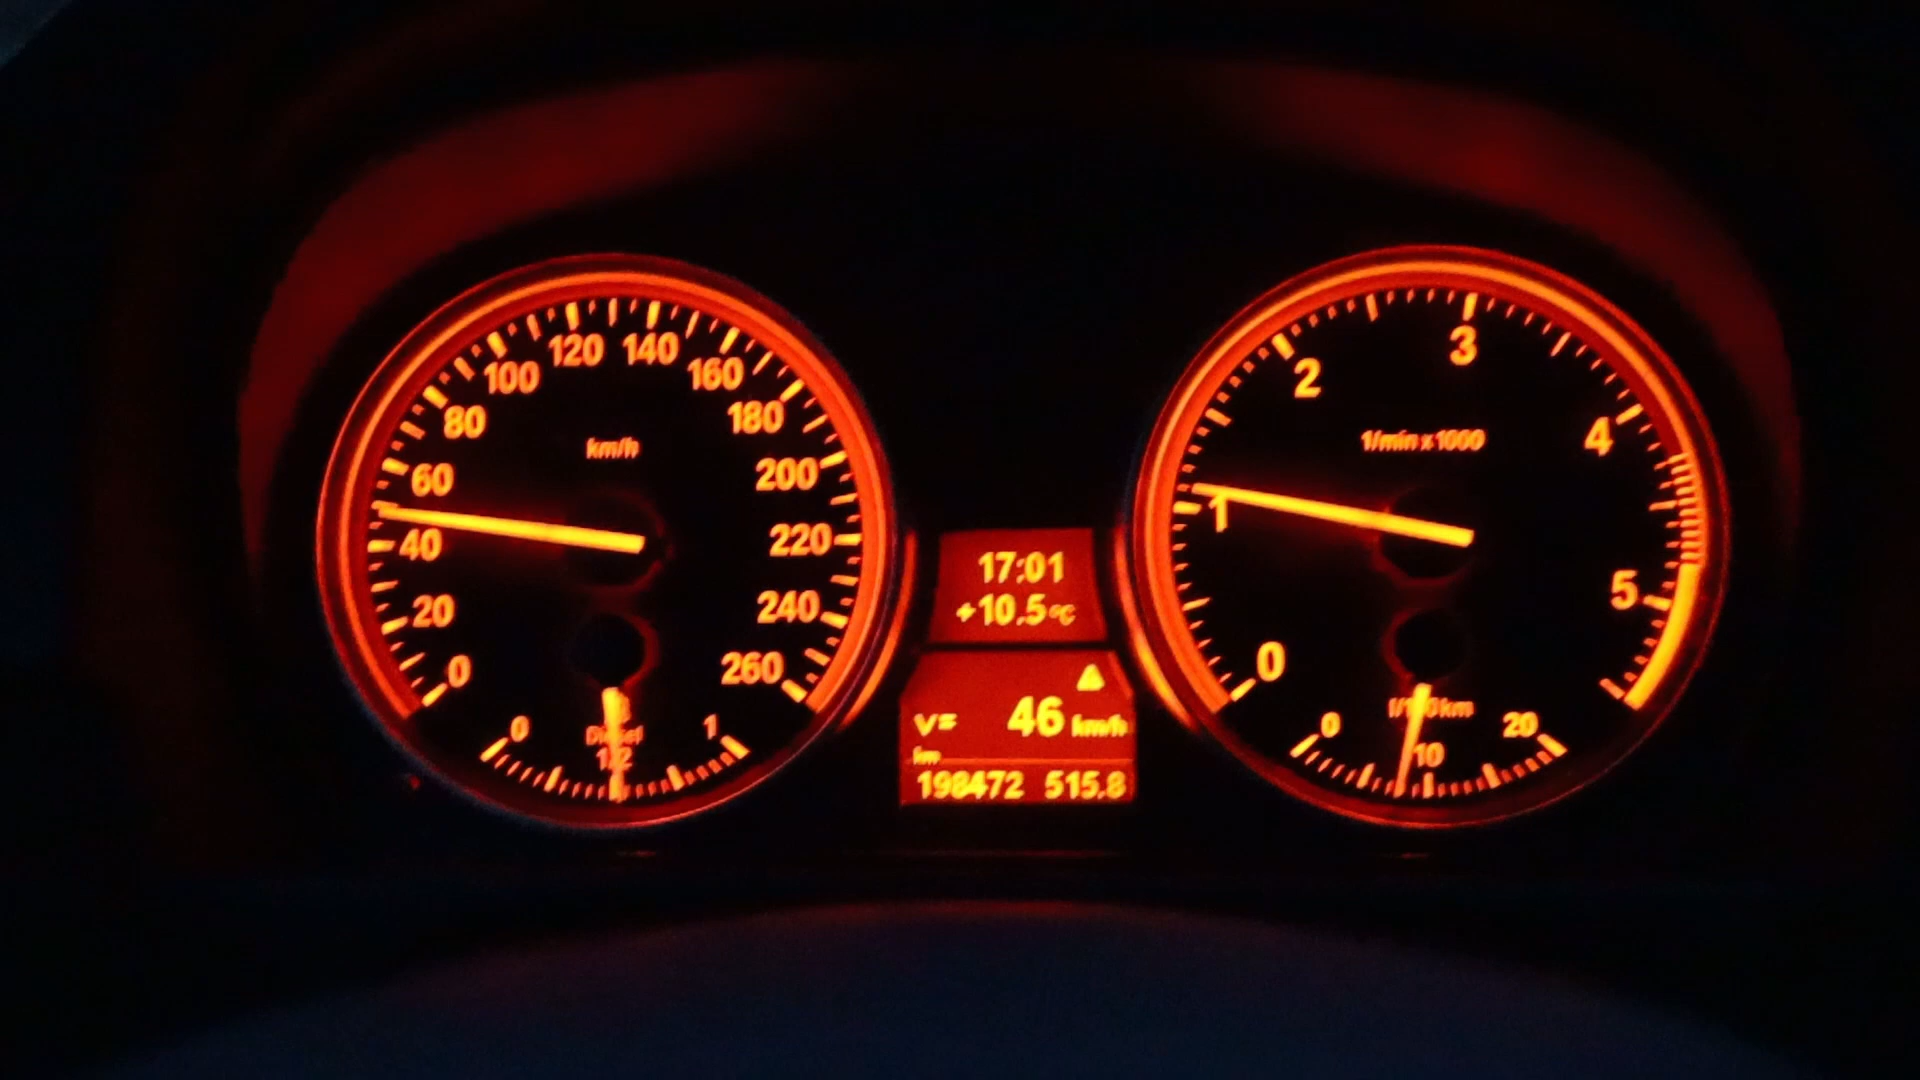 120 140
100 160
80 180
km/h
60 200
40 220
20 240
0 260
0 1
Diesel
1/2
17:01
+10.5°C
V= 46 km/h
km
198472 515.8
3
2
4
1/min x 1000
1
5
0
l/100km
0 20
10